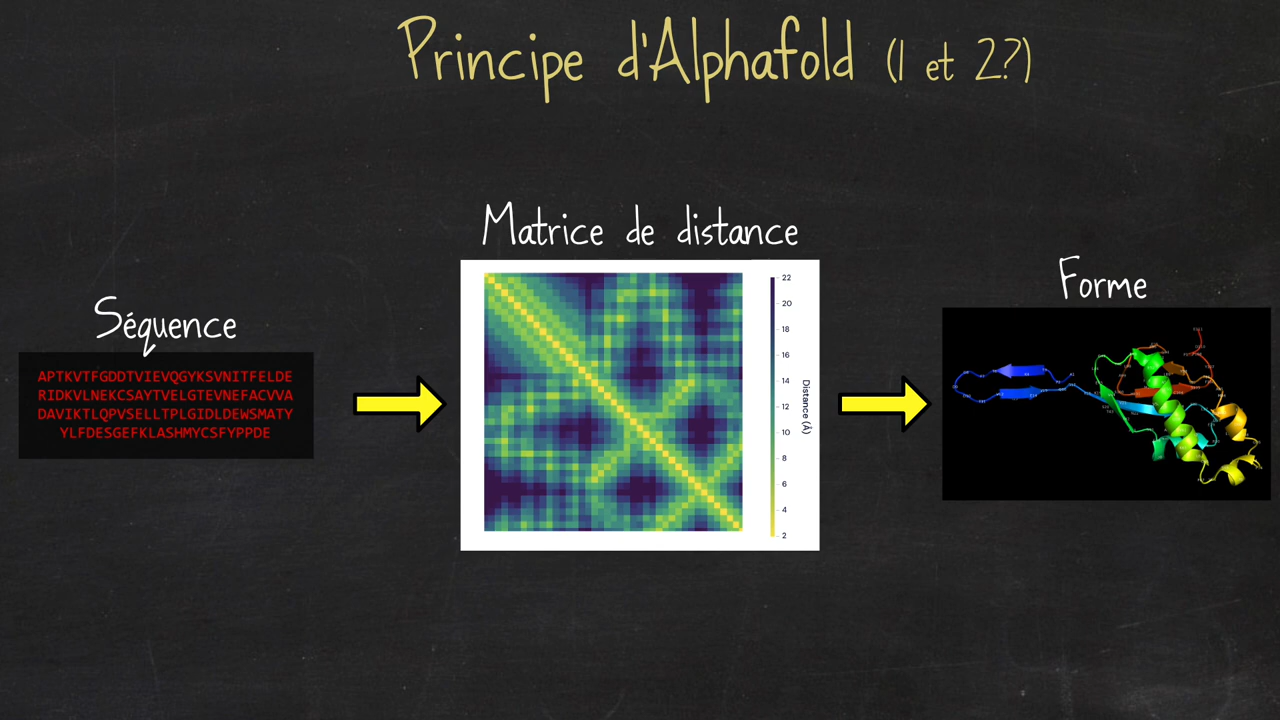 Principe d'Alphafold (1 et 2?)
Matrice de distance
Forme
Séquence
APTKVTFGDDTVIEVQGYKSVNITFELDE
RIDKVLNEKCSAYTVELGTEVNEFACVVA
DAVIKTLQPVSELLTPLGIDLDEWSMATY
YLFDESGEFKLASHMYCSFYPPDE
22
20
18
16
14
12
10
8
6
4
2
Distance (Å)